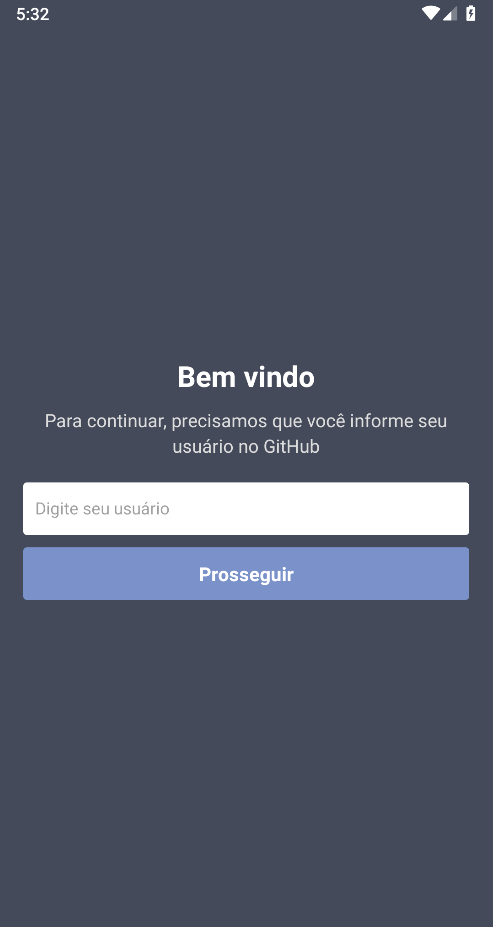 5:32
Bem vindo
Para continuar, precisamos que você informe seu
usuário no GitHub
Digite seu usuário
Prosseguir